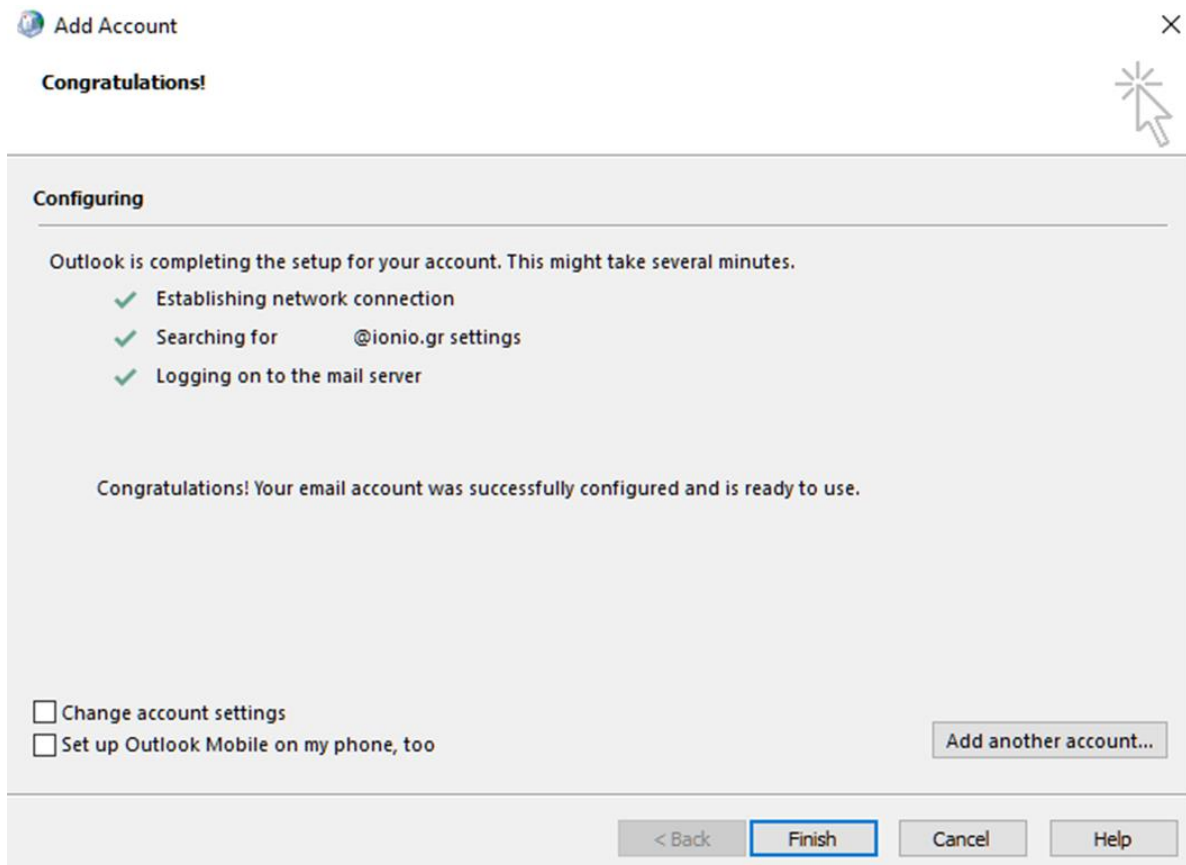 Add Account
Congratulations!
Configuring
Outlook is completing the setup for your account. This might take several minutes.
Establishing network connection
Searching for @ionio.gr settings
Logging on to the mail server
Congratulations! Your email account was successfully configured and is ready to use.
Change account settings
Set up Outlook Mobile on my phone, too
Add another account...
< Back Finish Cancel Help